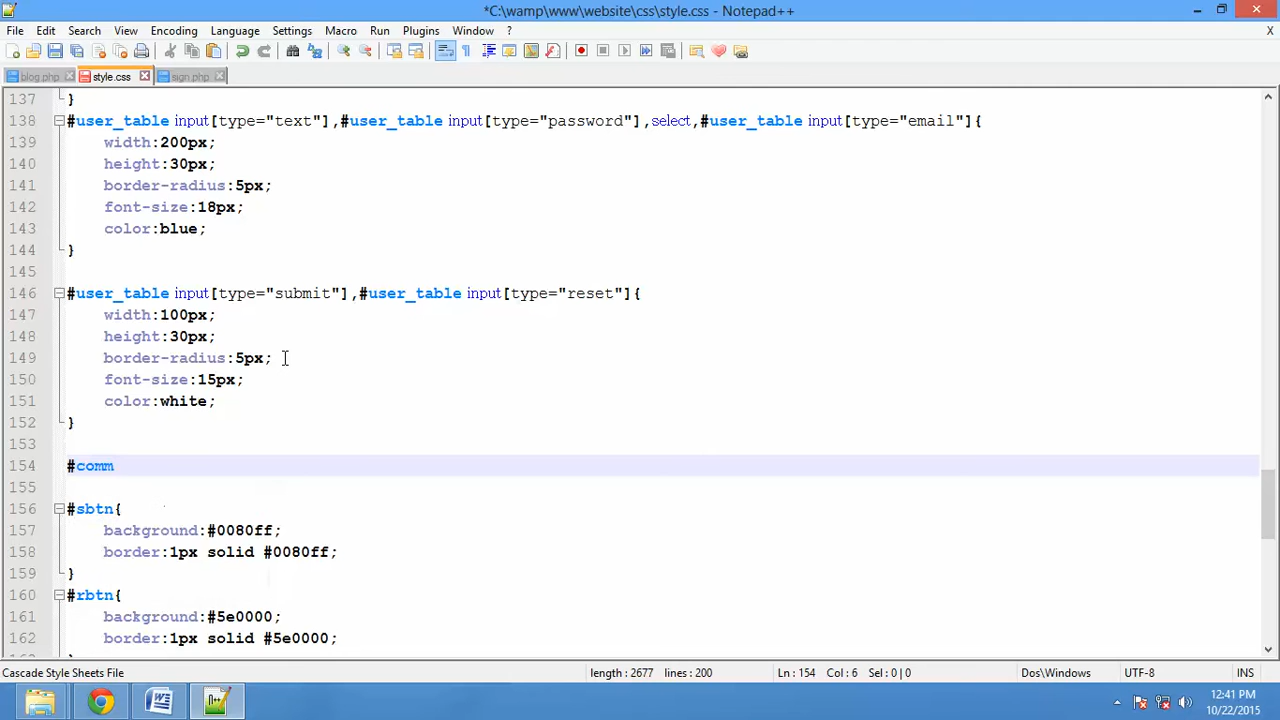 *C:\wamp\www\website\css\style.css - Notepad++
File Edit Search View Encoding Language Settings Macro Run Plugins Window ? X
blog.php style.css sign.php
137 }
138 #user_table input[type="text"],#user_table input[type="password"],select,#user_table input[type="email"]{
139 width:200px;
140 height:30px;
141 border-radius:5px;
142 font-size:18px;
143 color:blue;
144 }
145
146 #user_table input[type="submit"],#user_table input[type="reset"]{
147 width:100px;
148 height:30px;
149 border-radius:5px;
150 font-size:15px;
151 color:white;
152 }
153
154 #comm
155
156 #sbtn{
157 background:#0080ff;
158 border:1px solid #0080ff;
159 }
160 #rbtn{
161 background:#5e0000;
162 border:1px solid #5e0000;
Cascade Style Sheets File length : 2677 lines : 200 Ln : 154 Col : 6 Sel : 0 | 0 Dos\Windows UTF-8 INS
12:41 PM
10/22/2015